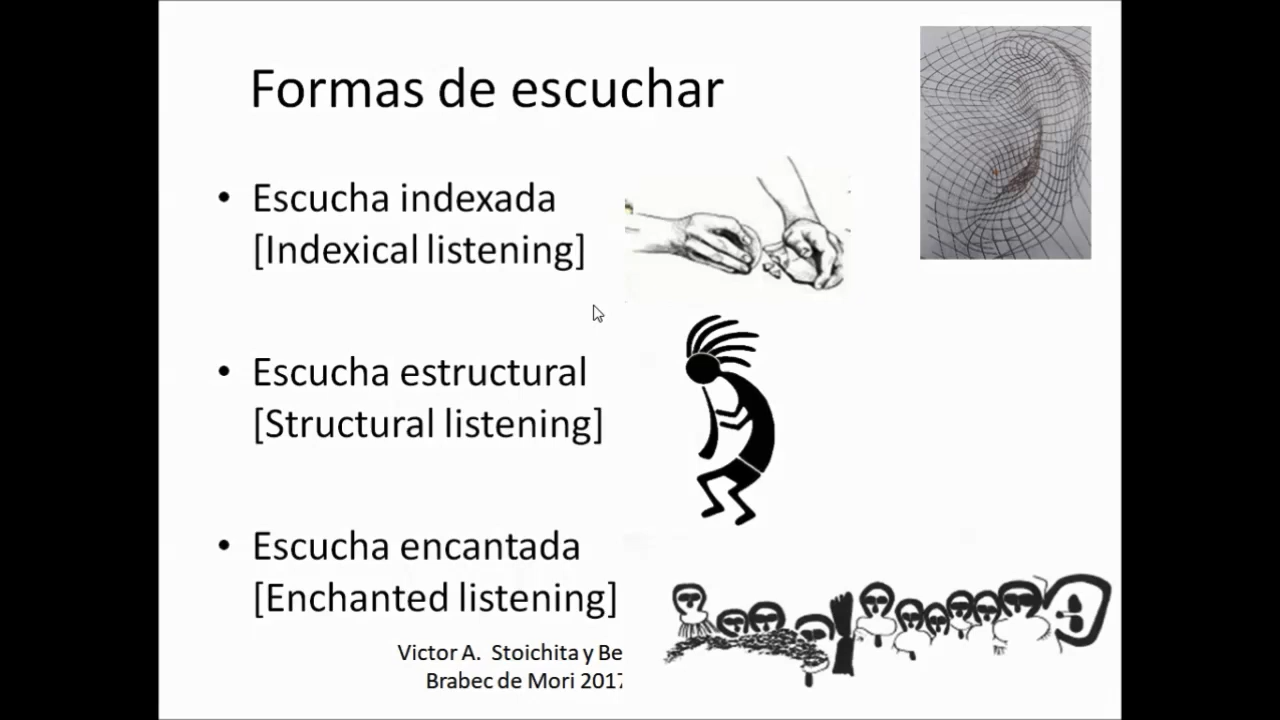 Formas de escuchar
• Escucha indexada
[Indexical listening]
• Escucha estructural
[Structural listening]
• Escucha encantada
[Enchanted listening]
Victor A. Stoichita y Be
Brabec de Mori 2017